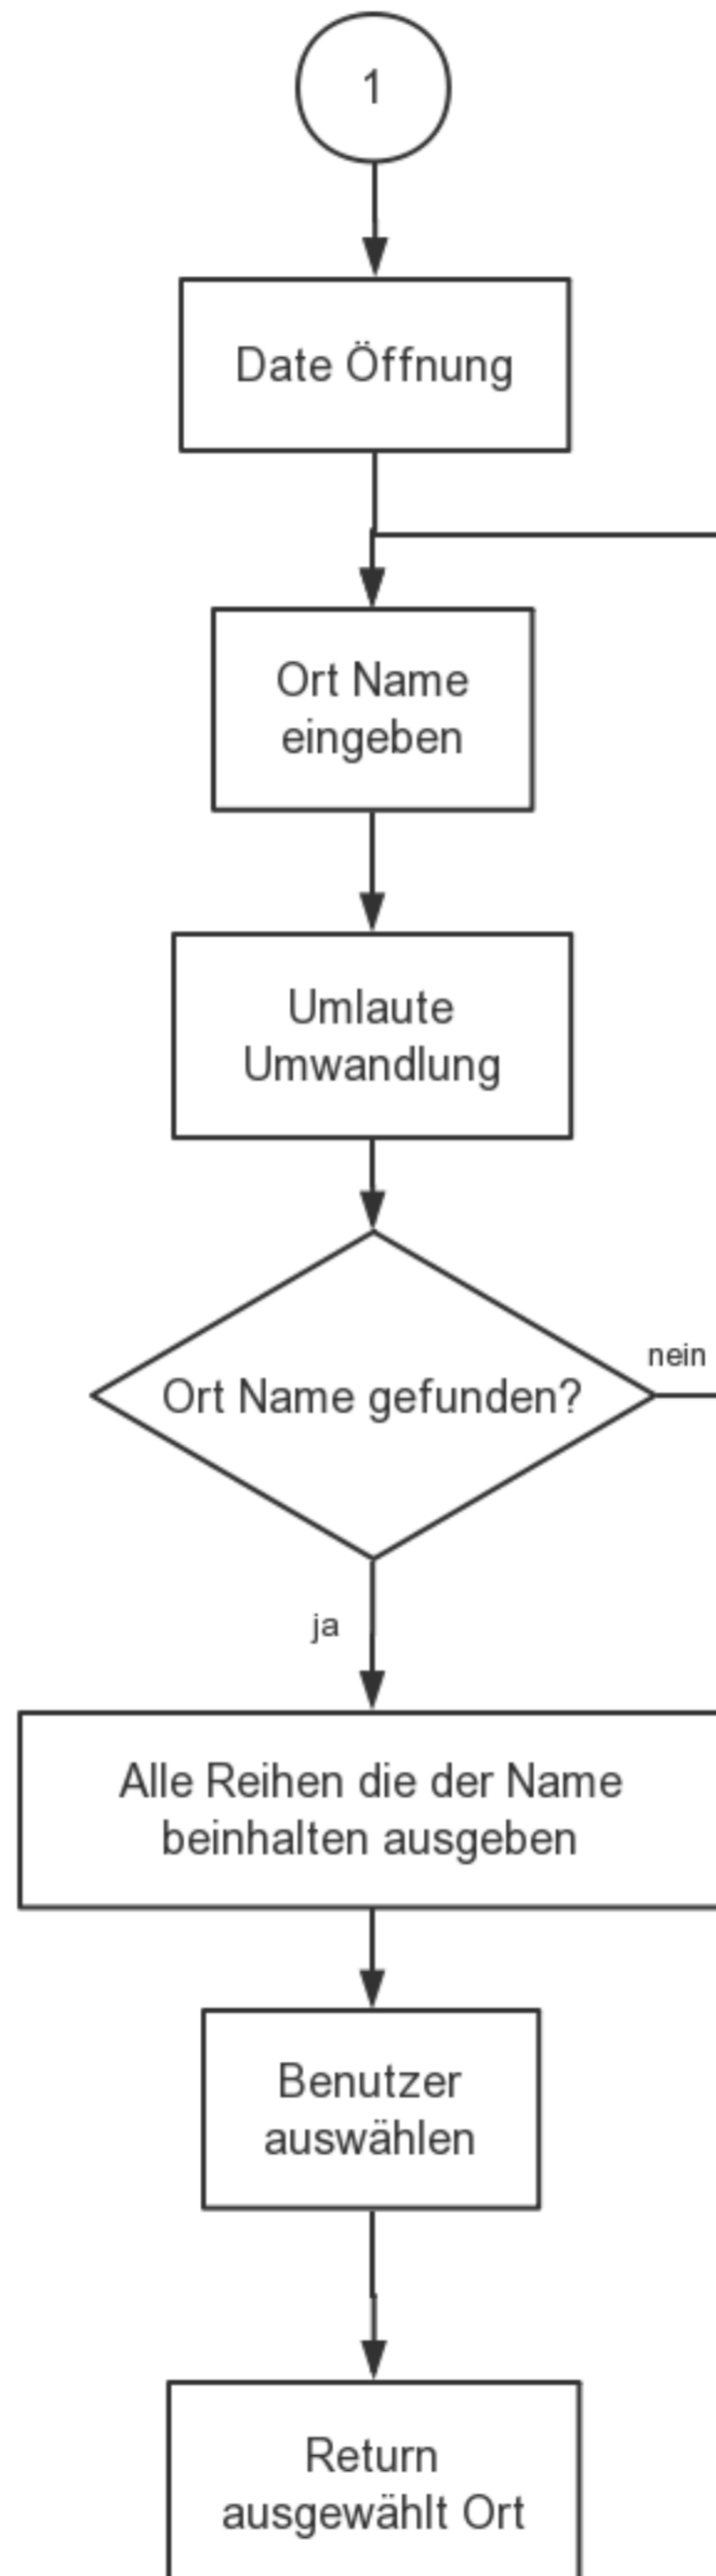 1
Date Öffnung
Ort Name
eingeben
Umlaute
Umwandlung
Ort Name gefunden?
nein
ja
Alle Reihen die der Name
beinhalten ausgeben
Benutzer
auswählen
Return
ausgewählt Ort